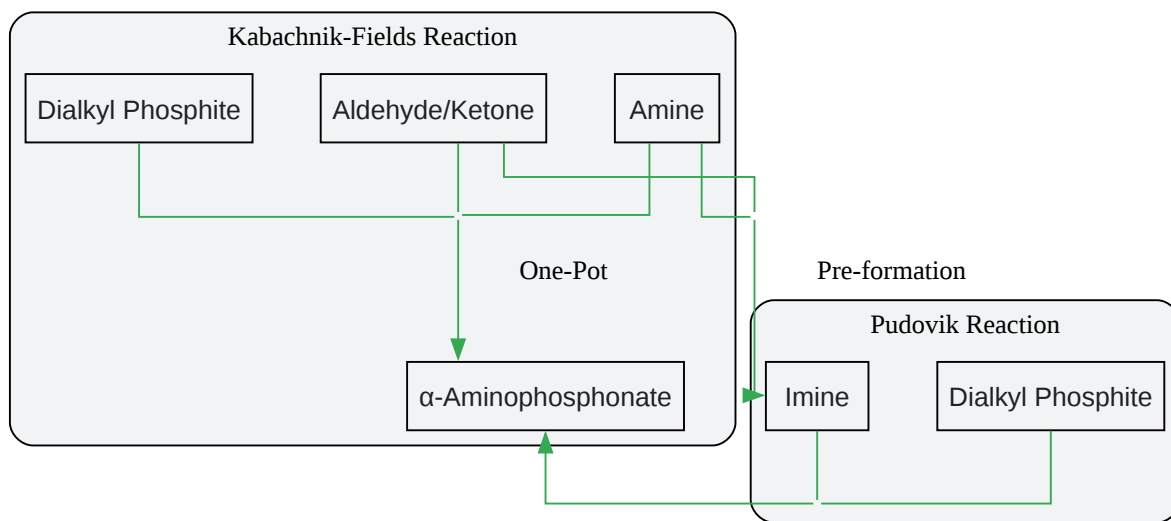 Kabachnik-Fields Reaction
Dialkyl Phosphite
Aldehyde/Ketone
Amine
One-Pot
Pre-formation
Pudovik Reaction
α-Aminophosphonate
Imine
Dialkyl Phosphite